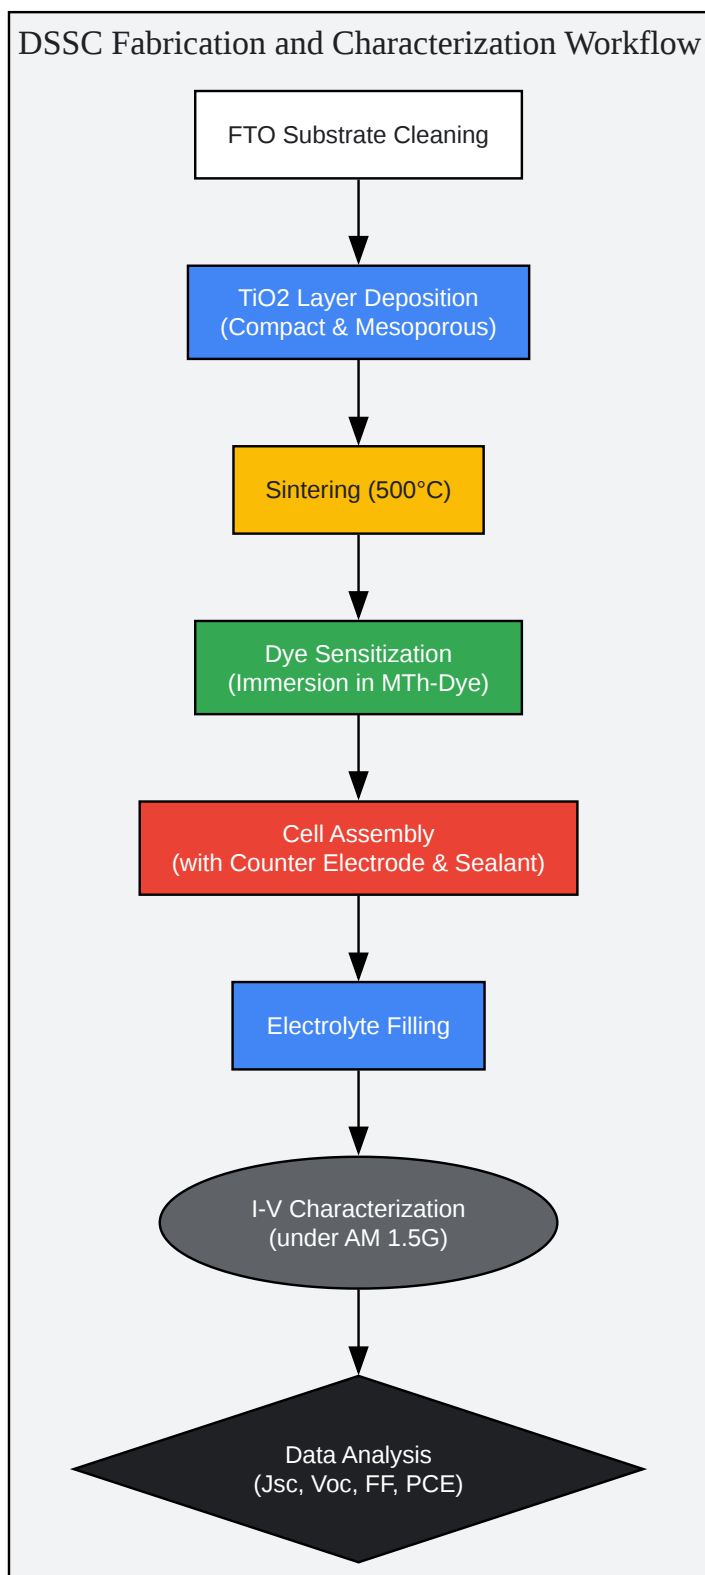 DSSC Fabrication and Characterization Workflow
FTO Substrate Cleaning
TiO2 Layer Deposition
(Compact & Mesoporous)
Sintering (500°C)
Dye Sensitization
(Immersion in MTh-Dye)
Cell Assembly
(with Counter Electrode & Sealant)
Electrolyte Filling
I-V Characterization
(under AM 1.5G)
Data Analysis
(Jsc, Voc, FF, PCE)